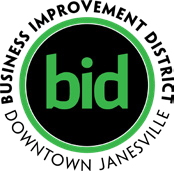 BUSINESS IMPROVEMENT DISTRICT
bid
DOWNTOWN JANESVILLE